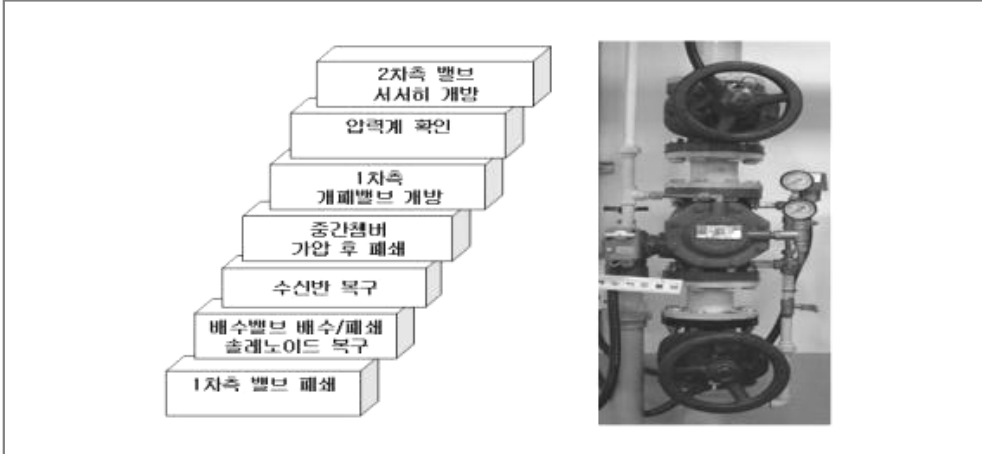 2차측 밸브
서서히 개방
압력계 확인
1차측
개폐밸브 개방
중간챔버
가압 후 폐쇄
수신반 복구
배수밸브 배수/폐쇄
솔레노이드 복구
1차측 밸브 폐쇄